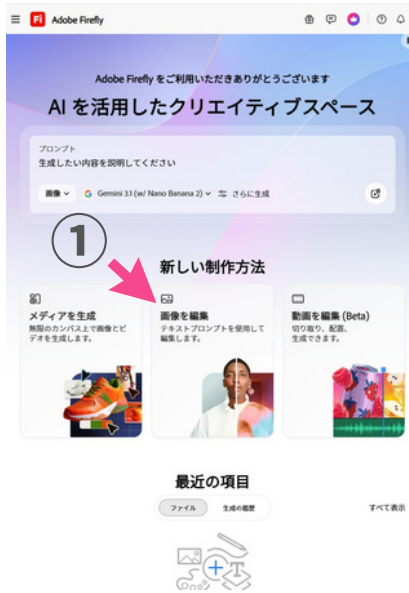 Fi Adobe Firefly
Adobe Firefly をご利用いただきありがとうございます
AI を活用したクリエイティブスペース
プロンプト
生成したい内容を説明してください
画像 G Gemini 3.1 (w/ Nano Banana 2) さらに生成
①
新しい制作方法
メディアを生成
無限のカンバス上で画像とビ
デオを生成します。
画像を編集
テキストプロンプトを使用して
編集します。
動画を編集 (Beta)
切り取り、配置、
生成できます。
最近の項目
ファイル 生成の履歴 すべて表示